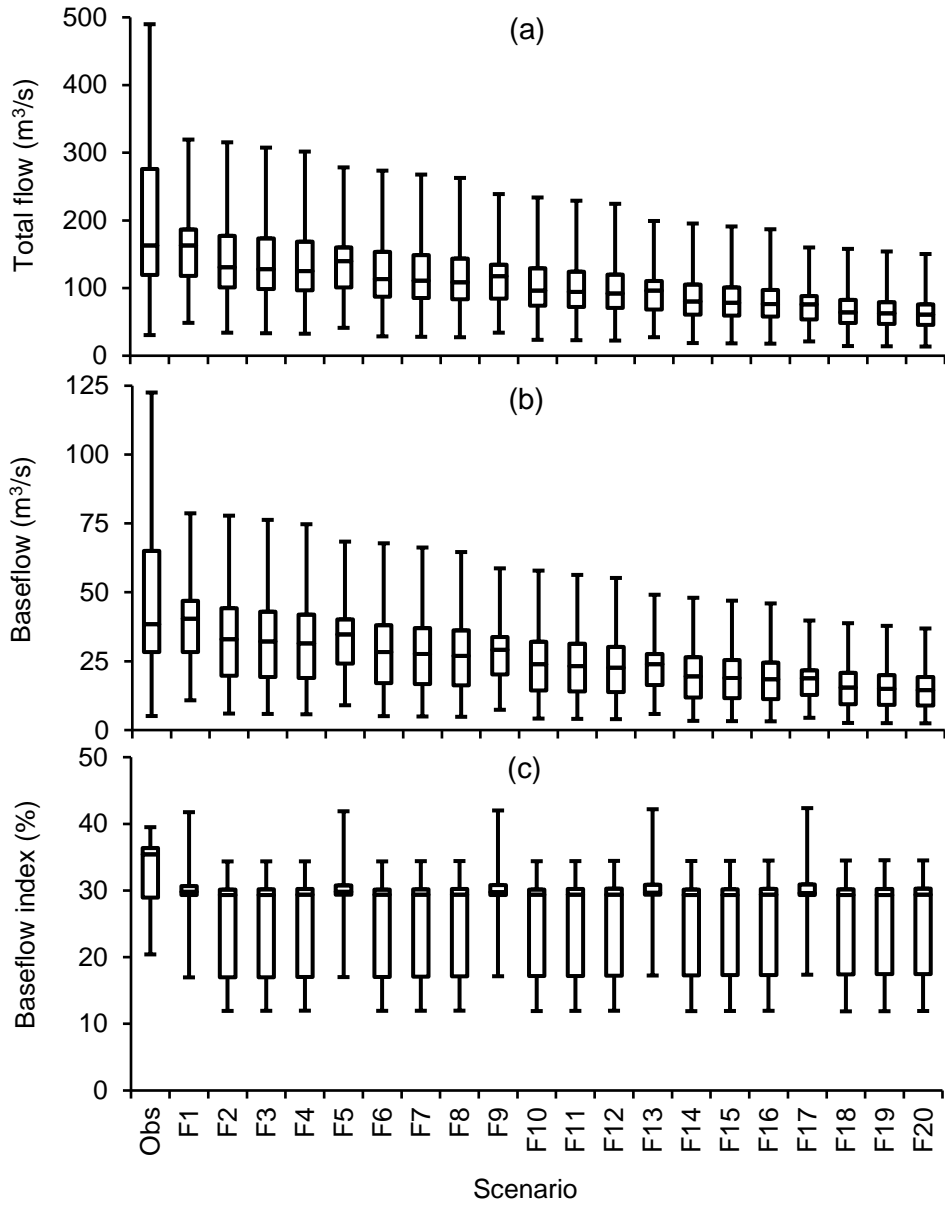 (a)
Total flow (m³/s)
500
400
300
200
100
0
(b)
Baseflow (m³/s)
125
100
75
50
25
0
(c)
Baseflow index (%)
50
40
30
20
10
0
Obs
F1
F2
F3
F4
F5
F6
F7
F8
F9
F10
F11
F12
F13
F14
F15
F16
F17
F18
F19
F20
Scenario